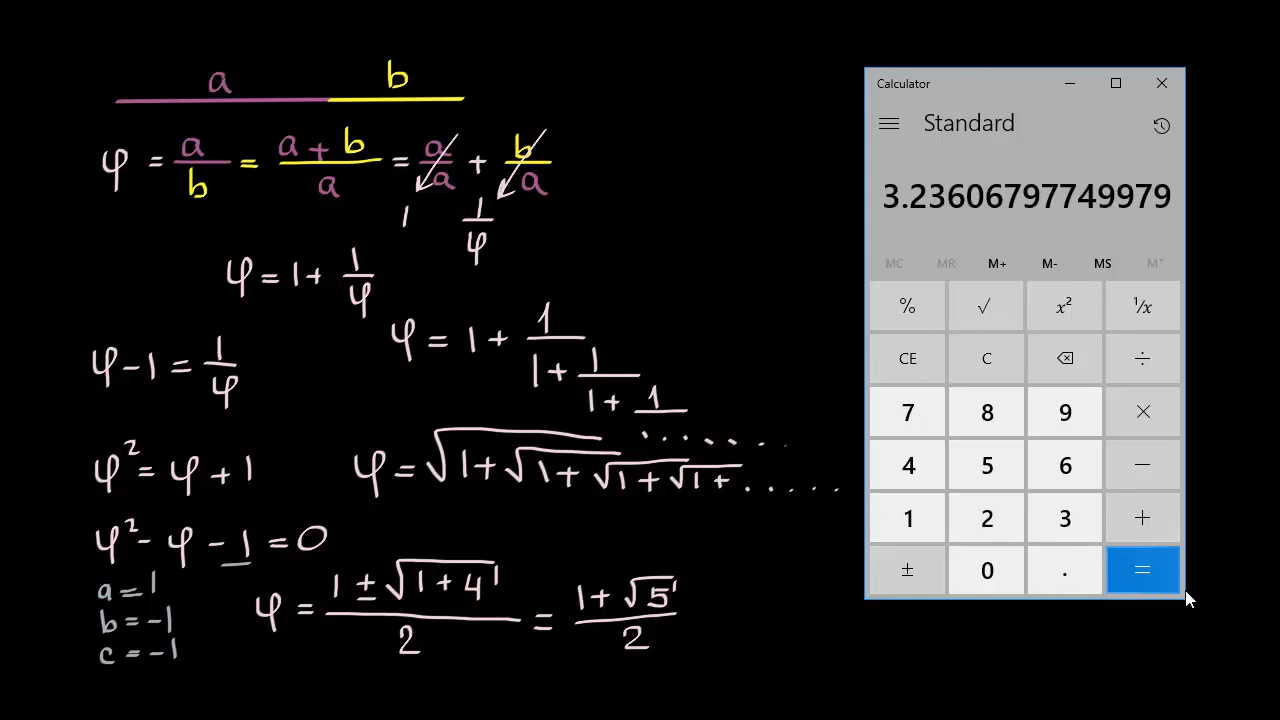 a b
φ = a/b = (a + b)/a = a/a + b/a
1 1/φ
φ = 1 + 1/φ
φ = 1 + 1/(1 + 1/(1 + 1/.......
φ - 1 = 1/φ
φ² = φ + 1
φ = √(1 + √(1 + √(1 + √(1 + .....
φ² - φ - 1 = 0
a = 1
b = -1
c = -1
φ = (1 ± √(1 + 4))/2 = (1 + √5)/2
Calculator
Standard
3.23606797749979
MC MR M+ M- MS M˅
% √ x² ¹/x
CE C ÷
7 8 9 ×
4 5 6 −
1 2 3 +
± 0 . =